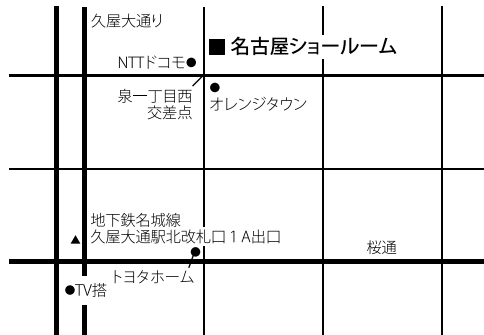 久屋大通り
■名古屋ショールーム
NTTドコモ●
泉一丁目西
交差点
オレンジタウン
地下鉄名城線
久屋大通駅北改札口1A出口
桜通
トヨタホーム
●TV搭